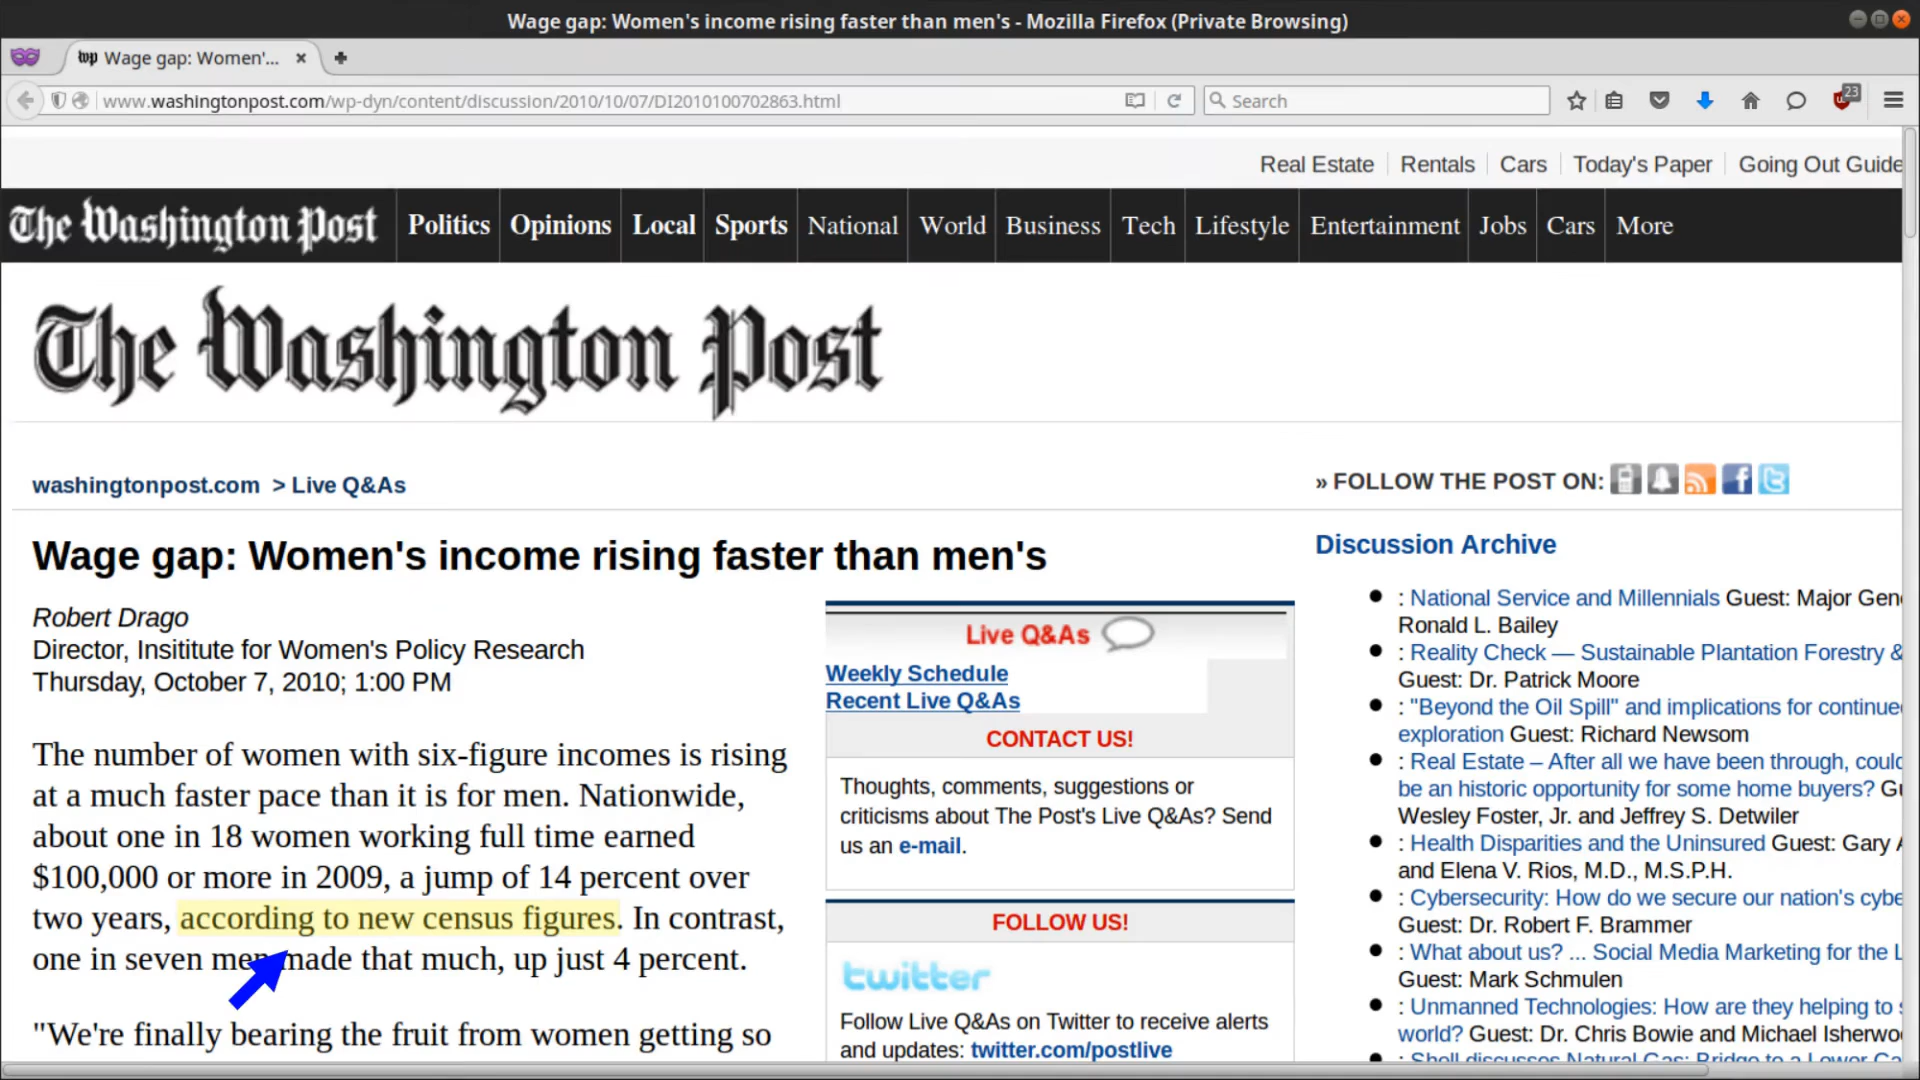 Wage gap: Women's income rising faster than men's - Mozilla Firefox (Private Browsing)
wp Wage gap: Women'...
www.washingtonpost.com/wp-dyn/content/discussion/2010/10/07/DI2010100702863.html
Search
23
Real Estate
Rentals
Cars
Today's Paper
Going Out Guide
The Washington Post
Politics
Opinions
Local
Sports
National
World
Business
Tech
Lifestyle
Entertainment
Jobs
Cars
More
The Washington Post
washingtonpost.com > Live Q&As
» FOLLOW THE POST ON:
Wage gap: Women's income rising faster than men's
Robert Drago
Director, Insititute for Women's Policy Research
Thursday, October 7, 2010; 1:00 PM
The number of women with six-figure incomes is rising
at a much faster pace than it is for men. Nationwide,
about one in 18 women working full time earned
$100,000 or more in 2009, a jump of 14 percent over
two years, according to new census figures. In contrast,
one in seven men made that much, up just 4 percent.
"We're finally bearing the fruit from women getting so
Live Q&As
Weekly Schedule
Recent Live Q&As
CONTACT US!
Thoughts, comments, suggestions or
criticisms about The Post's Live Q&As? Send
us an e-mail.
FOLLOW US!
twitter
Follow Live Q&As on Twitter to receive alerts
and updates: twitter.com/postlive
Discussion Archive
: National Service and Millennials Guest: Major Gen
Ronald L. Bailey
: Reality Check — Sustainable Plantation Forestry &
Guest: Dr. Patrick Moore
: "Beyond the Oil Spill" and implications for continue
exploration Guest: Richard Newsom
: Real Estate – After all we have been through, could
be an historic opportunity for some home buyers? G
Wesley Foster, Jr. and Jeffrey S. Detwiler
: Health Disparities and the Uninsured Guest: Gary A
and Elena V. Rios, M.D., M.S.P.H.
: Cybersecurity: How do we secure our nation's cybe
Guest: Dr. Robert F. Brammer
: What about us? ... Social Media Marketing for the L
Guest: Mark Schmulen
: Unmanned Technologies: How are they helping to s
world? Guest: Dr. Chris Bowie and Michael Isherwo
: Shell discusses Natural Gas: Bridge to a Lower Ca